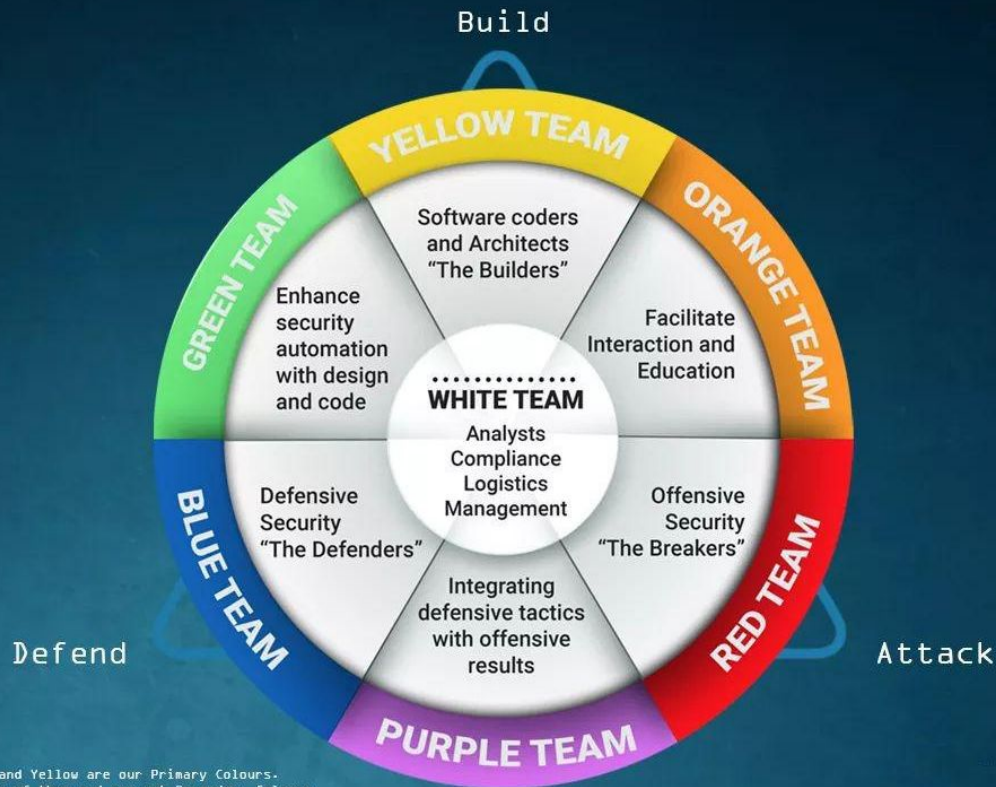 Build
YELLOW TEAM
Software coders
and Architects
“The Builders”
ORANGE TEAM
Facilitate
Interaction and
Education
GREEN TEAM
Enhance
security
automation
with design
and code
WHITE TEAM
Analysts
Compliance
Logistics
Management
BLUE TEAM
Defensive
Security
“The Defenders”
RED TEAM
Offensive
Security
“The Breakers”
Integrating
defensive tactics
with offensive
results
PURPLE TEAM
Defend
Attack
and Yellow are our Primary Colours.